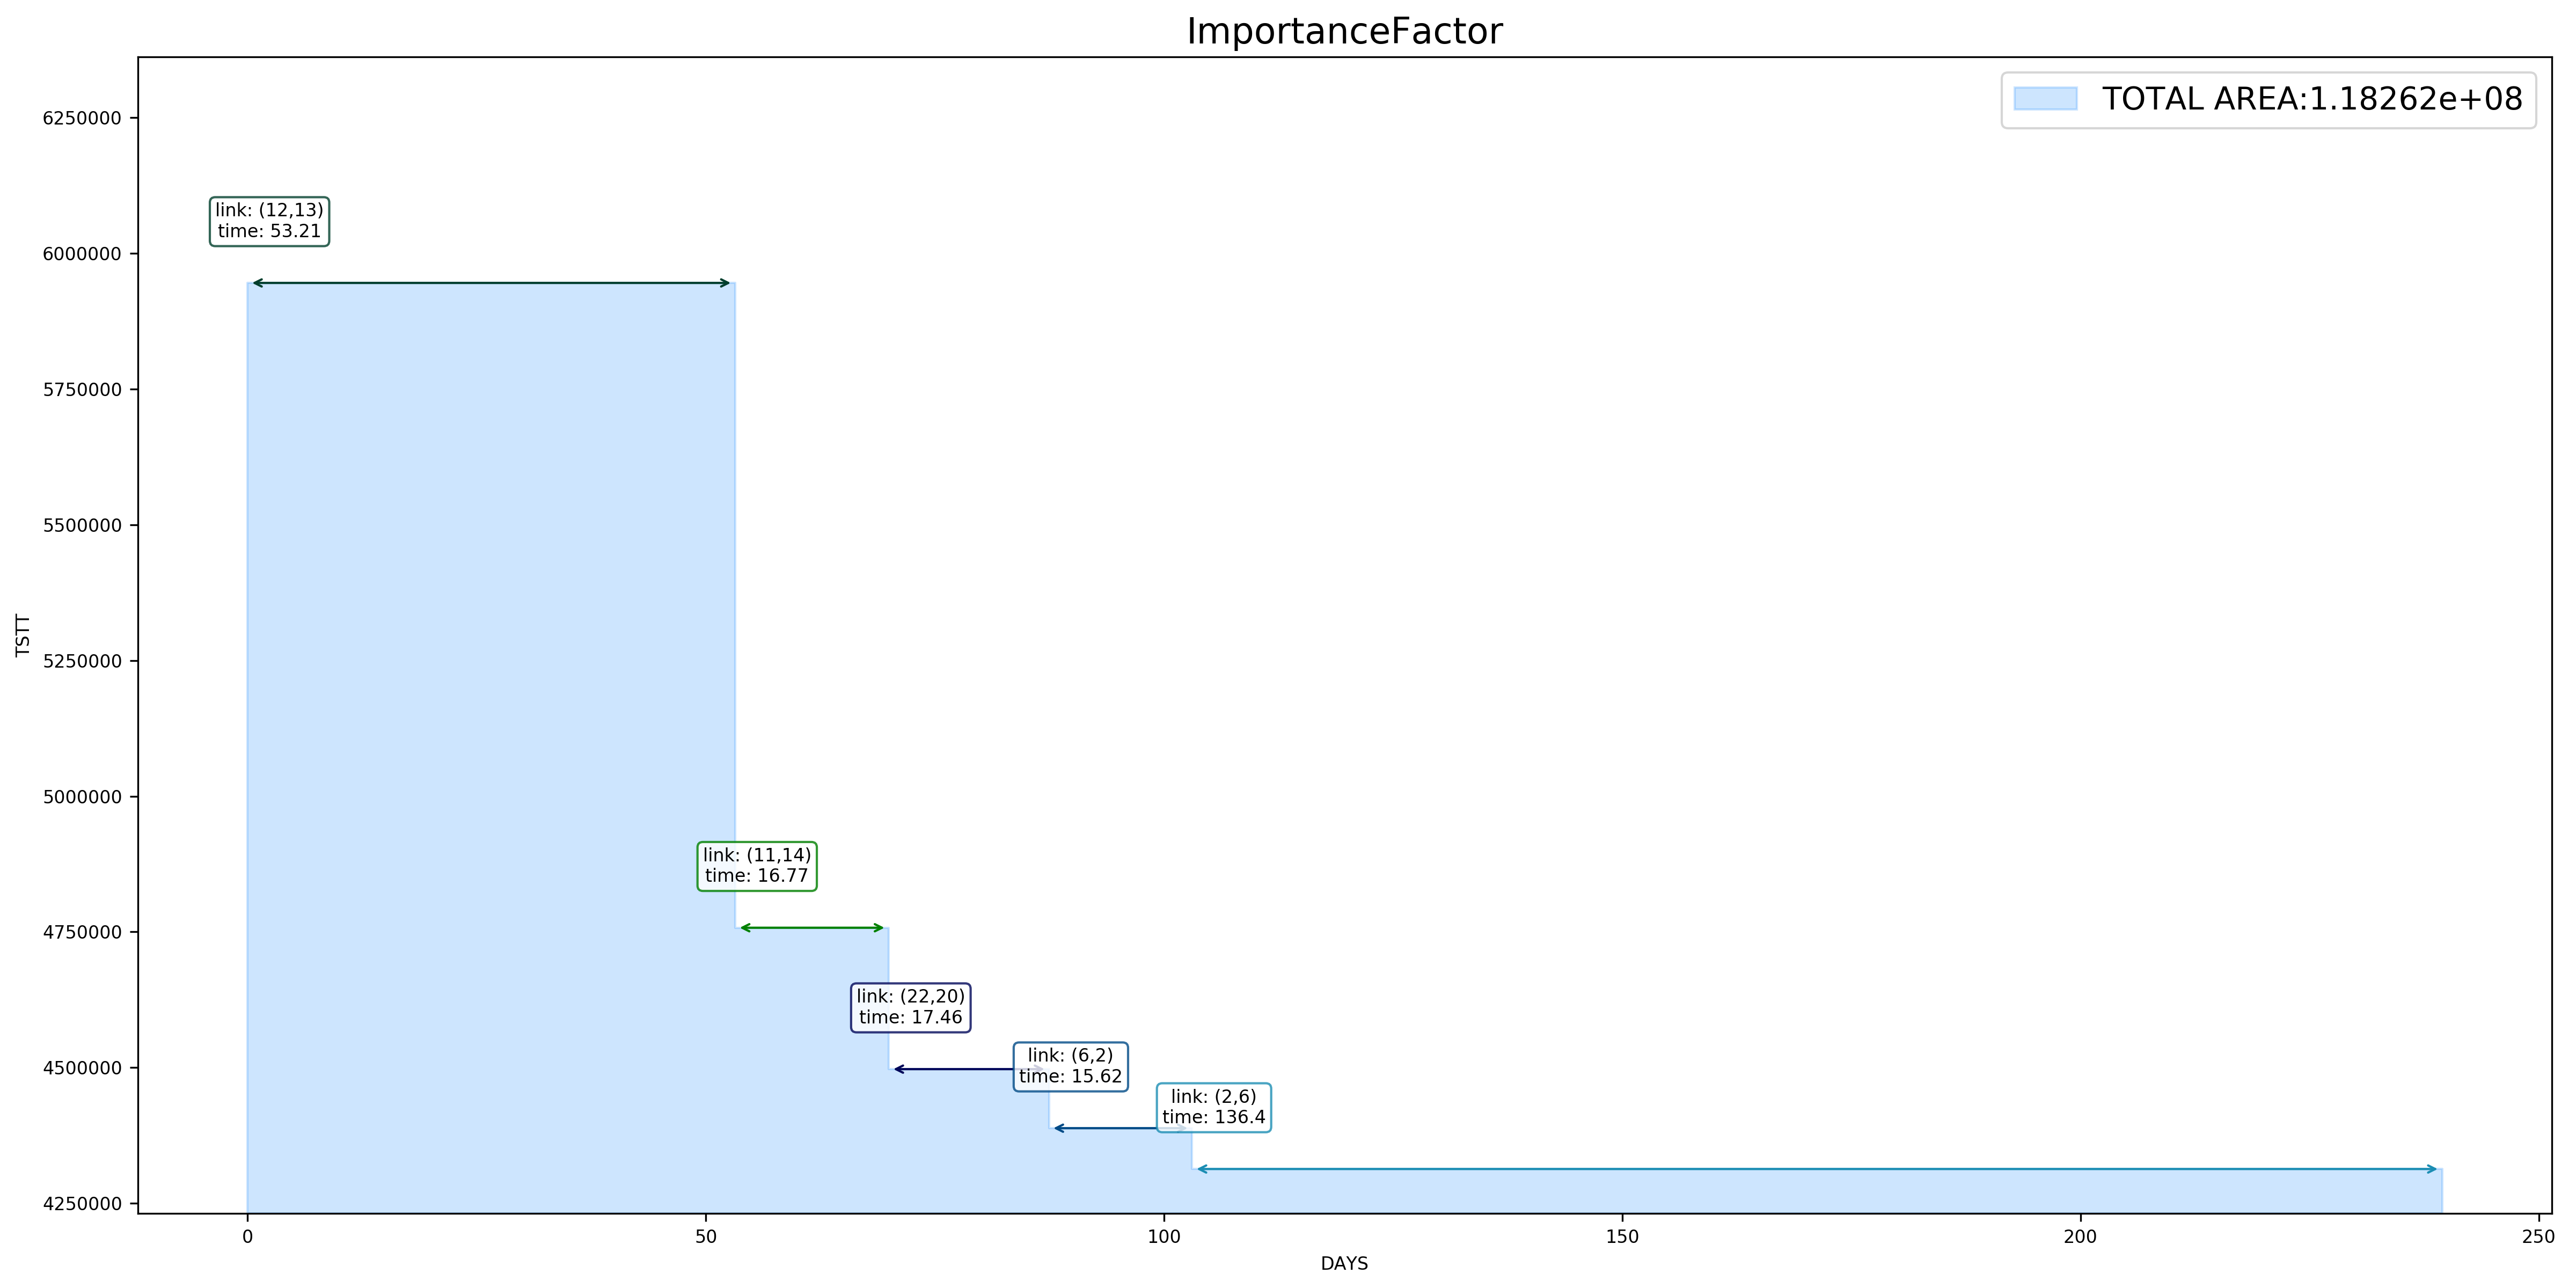 ImportanceFactor
TOTAL AREA:1.18262e+08
6250000
6000000
5750000
5500000
5250000
5000000
4750000
4500000
4250000
TSTT
link: (12,13)
time: 53.21
link: (11,14)
time: 16.77
link: (22,20)
time: 17.46
link: (6,2)
time: 15.62
link: (2,6)
time: 136.4
0
50
100
150
200
250
DAYS